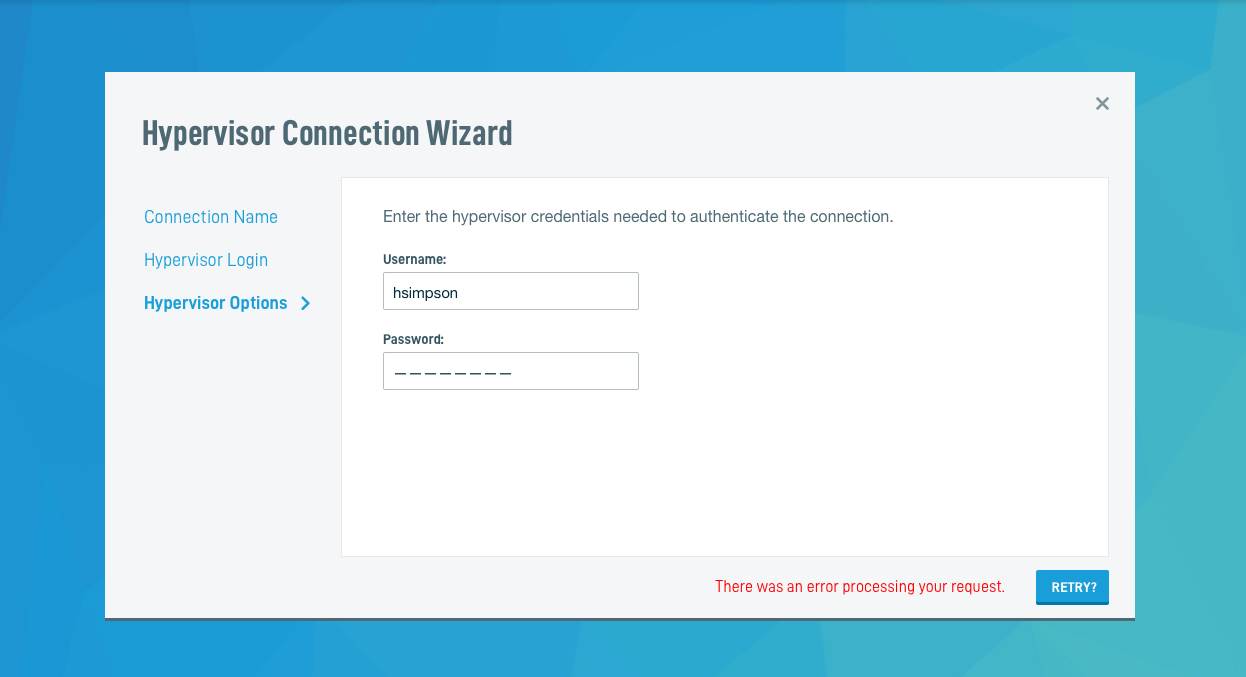 Hypervisor Connection Wizard
Connection Name
Hypervisor Login
Hypervisor Options
Enter the hypervisor credentials needed to authenticate the connection.
Username:
hsimpson
Password:
————————
There was an error processing your request.
RETRY?